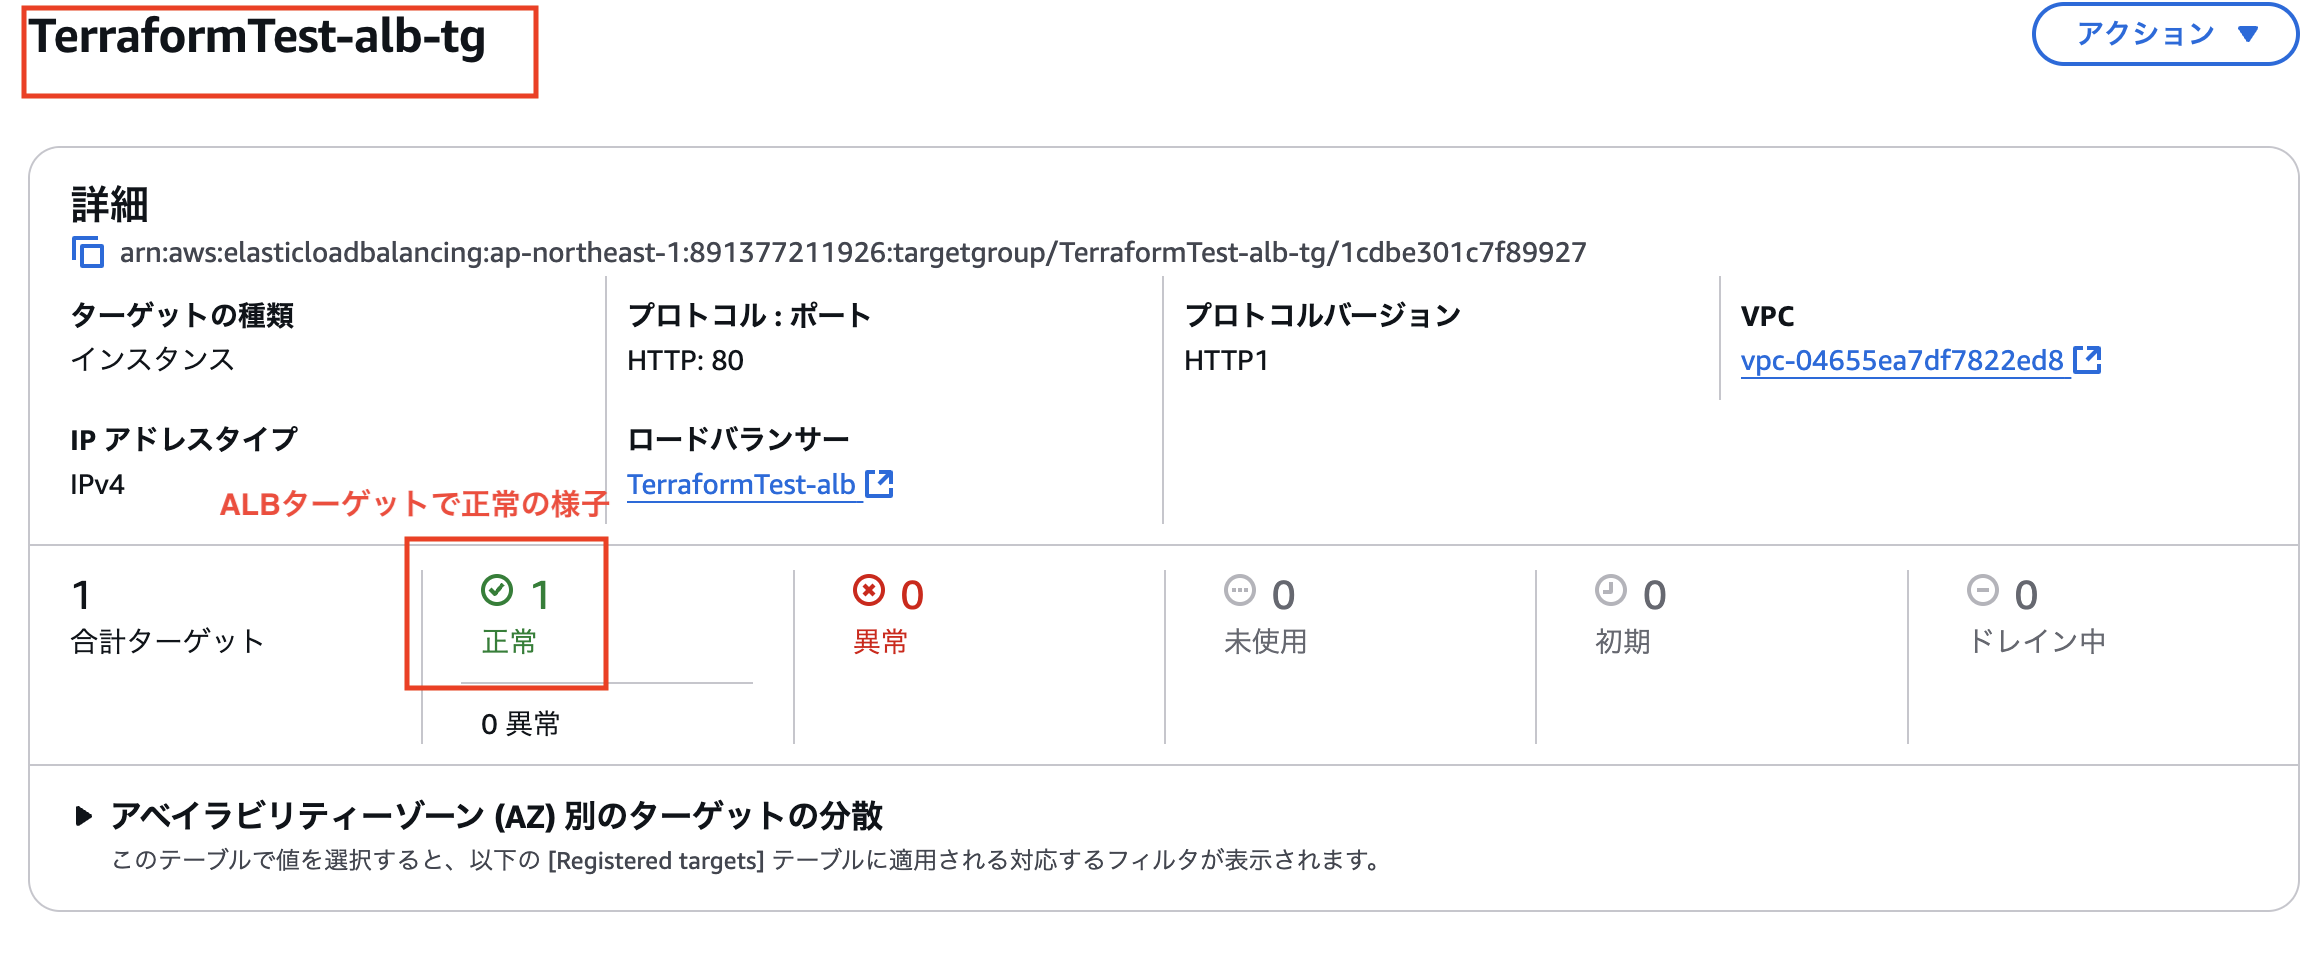 TerraformTest-alb-tg
アクション
詳細
arn:aws:elasticloadbalancing:ap-northeast-1:891377211926:targetgroup/TerraformTest-alb-tg/1cdbe301c7f89927
ターゲットの種類
インスタンス
プロトコル : ポート
HTTP: 80
プロトコルバージョン
HTTP1
VPC
vpc-04655ea7df7822ed8
IP アドレスタイプ
IPv4
ロードバランサー
TerraformTest-alb
ALBターゲットで正常の様子
1
合計ターゲット
1
正常
0 異常
0
異常
0
未使用
0
初期
0
ドレイン中
アベイラビリティーゾーン (AZ) 別のターゲットの分散
このテーブルで値を選択すると、以下の [Registered targets] テーブルに適用される対応するフィルタが表示されます。